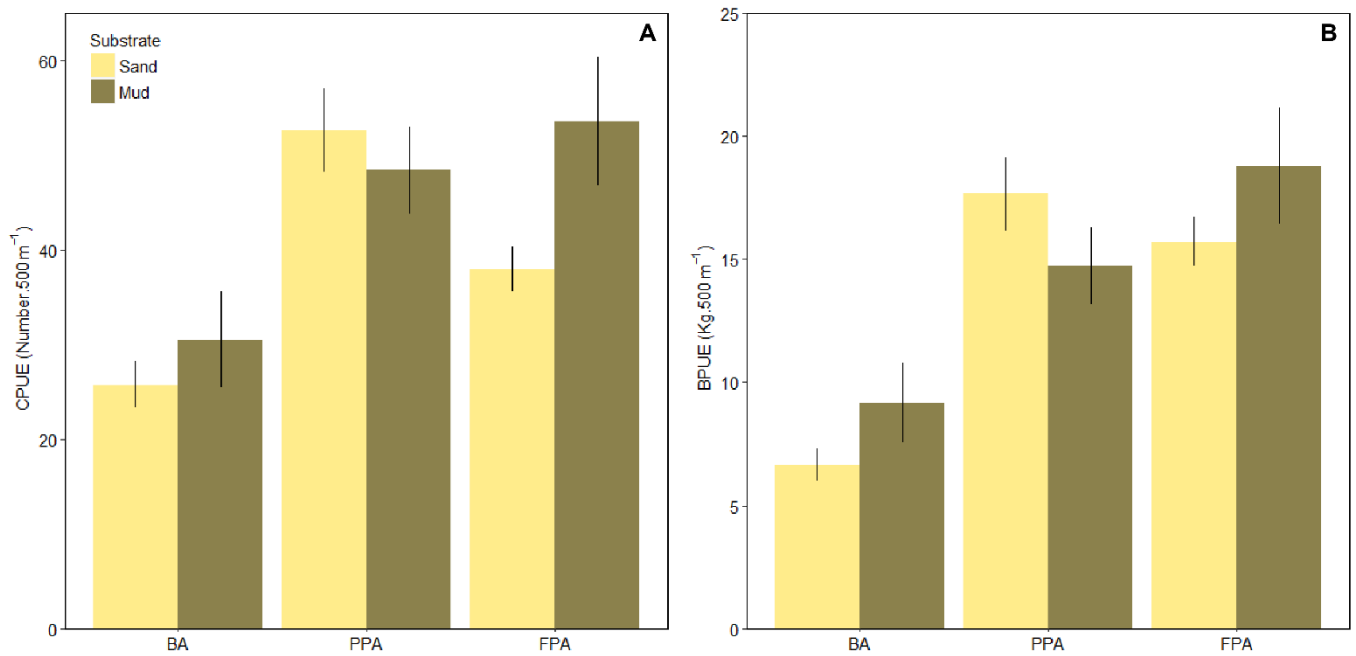 A
Substrate
Sand
Mud
60
40
20
0
CPUE (Number.500 m⁻¹)
BA PPA FPA
B
25
20
15
10
5
0
BPUE (Kg.500 m⁻¹)
BA PPA FPA